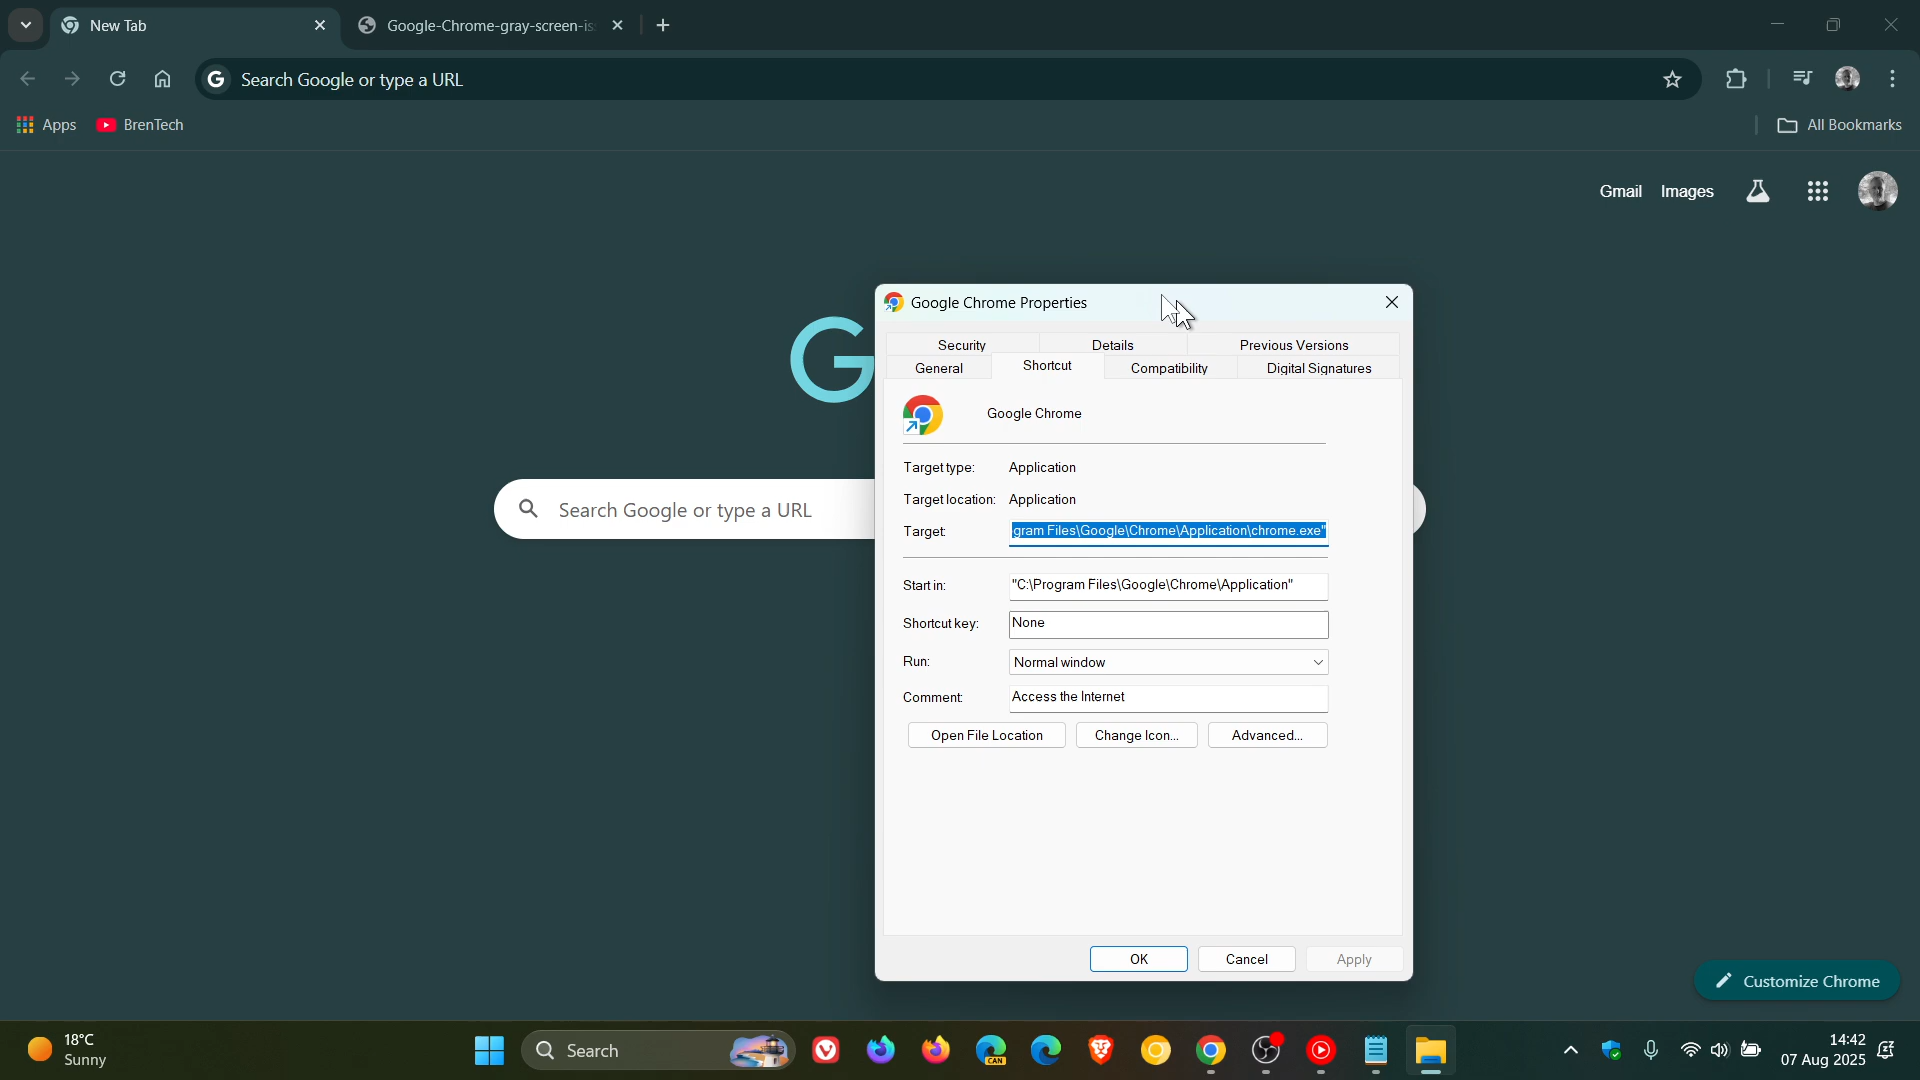 New Tab
Google-Chrome-gray-screen-is
Search Google or type a URL
Apps
BrenTech
All Bookmarks
Gmail
Images
G
Search Google or type a URL
Google Chrome Properties
Security
Details
Previous Versions
General
Shortcut
Compatibility
Digital Signatures
Google Chrome
Target type:
Application
Target location:
Application
Target:
gram Files\Google\Chrome\Application\chrome.exe"
Start in:
"C:\Program Files\Google\Chrome\Application"
Shortcut key:
None
Run:
Normal window
Comment:
Access the Internet
Open File Location
Change Icon...
Advanced...
OK
Cancel
Apply
Customize Chrome
18°C
Sunny
Search
CAN
14:42
07 Aug 2025